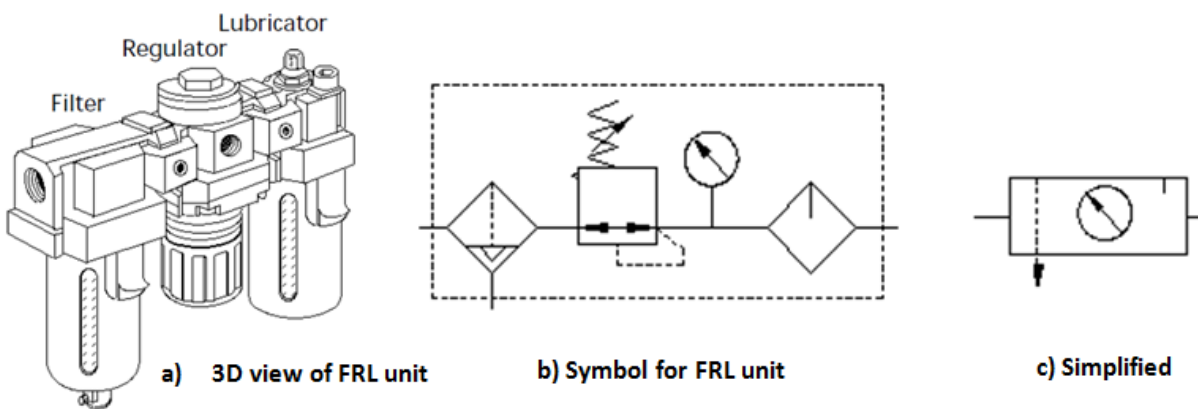 Lubricator
Regulator
Filter
a) 3D view of FRL unit
b) Symbol for FRL unit
c) Simplified